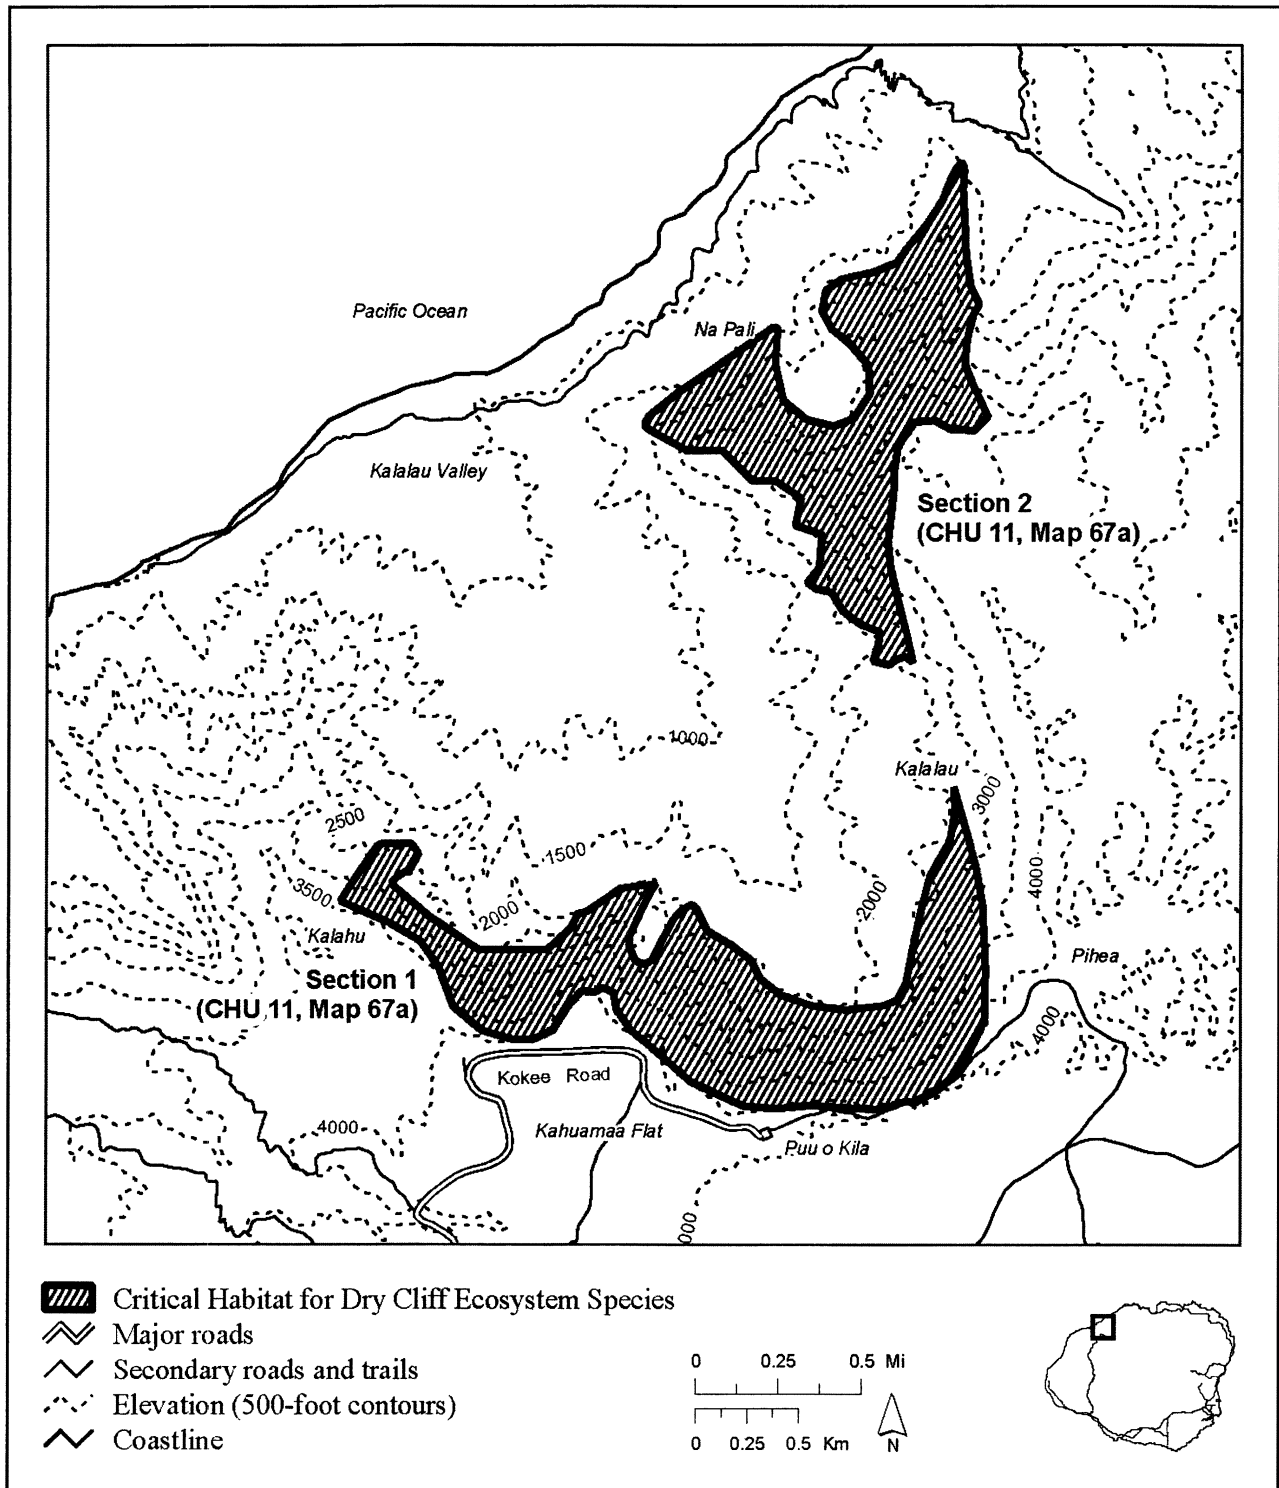 Pacific Ocean
Na Pali
Kalalau Valley
Section 2
(CHU 11, Map 67a)
1000
Kalalau
3000
2500
1500
4000
3500
2000
2000
Kalahu
Pihea
Section 1
(CHU 11, Map 67a)
4000
Kokee Road
4000
Kahuamaa Flat
Puu o Kila
000
Critical Habitat for Dry Cliff Ecosystem Species
Major roads
Secondary roads and trails
Elevation (500-foot contours)
Coastline
0 0.25 0.5 Mi
0 0.25 0.5 Km
N